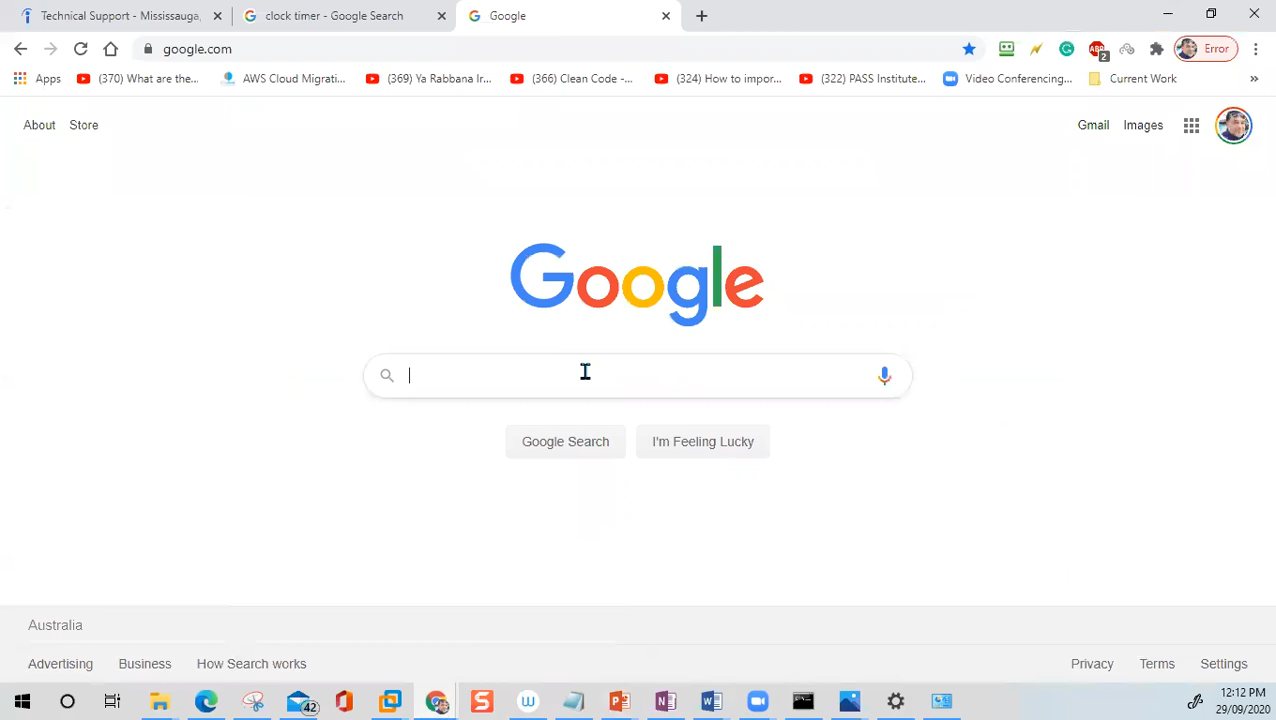 Technical Support - Mississauga, clock timer - Google Search Google
google.com Error
Apps (370) What are the... AWS Cloud Migrati... (369) Ya Rabbana Ir... (366) Clean Code -... (324) How to impor... (322) PASS Institute... Video Conferencing... Current Work »
ABP 2
About Store Gmail Images
Google
Google Search I'm Feeling Lucky
Australia
Advertising Business How Search works Privacy Terms Settings
42 12:12 PM
29/09/2020